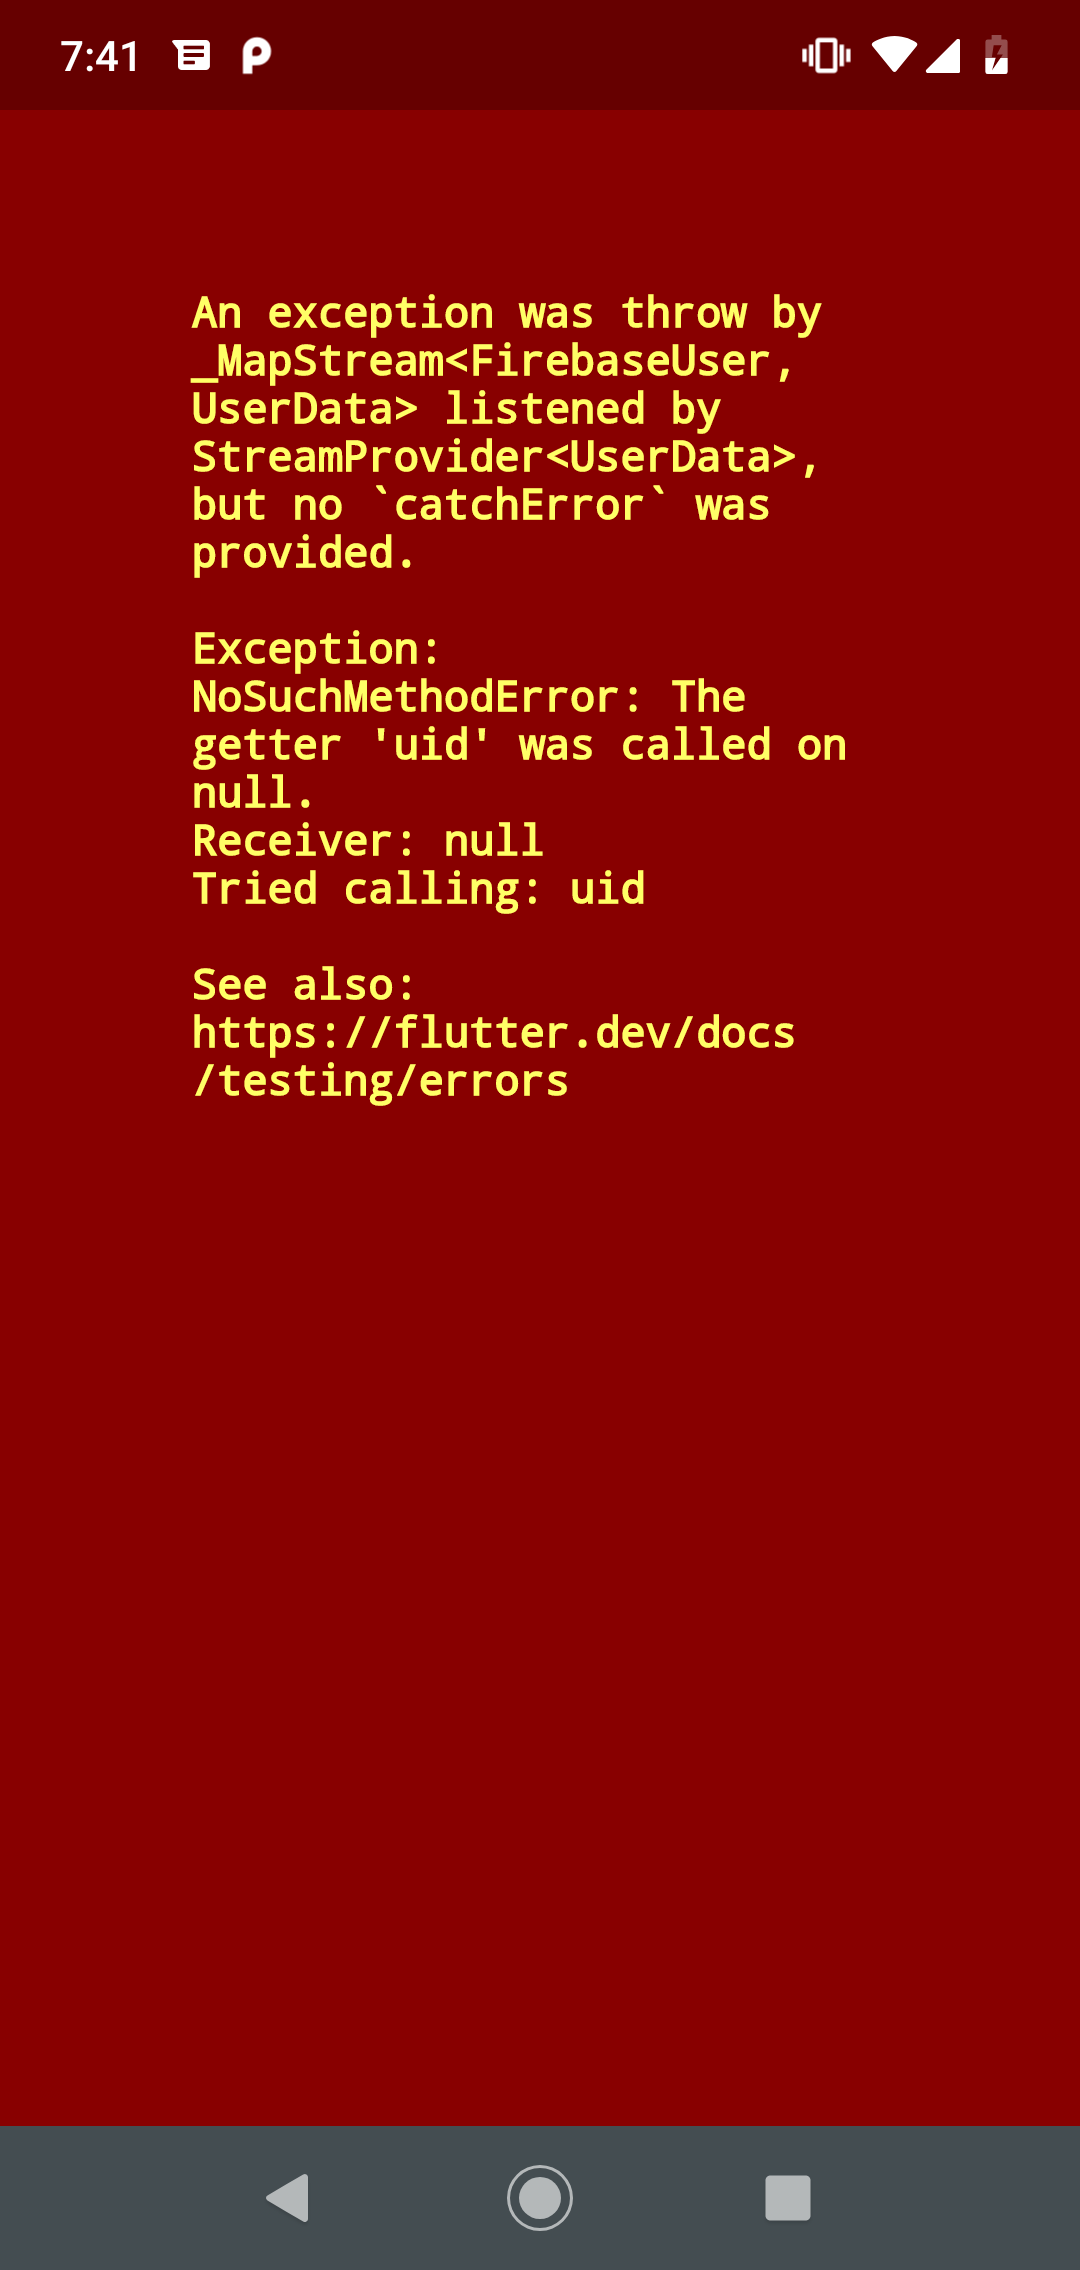 7:41
An exception was throw by
_MapStream<FirebaseUser,
UserData> listened by
StreamProvider<UserData>,
but no `catchError` was
provided.
Exception:
NoSuchMethodError: The
getter 'uid' was called on
null.
Receiver: null
Tried calling: uid
See also:
https://flutter.dev/docs
/testing/errors